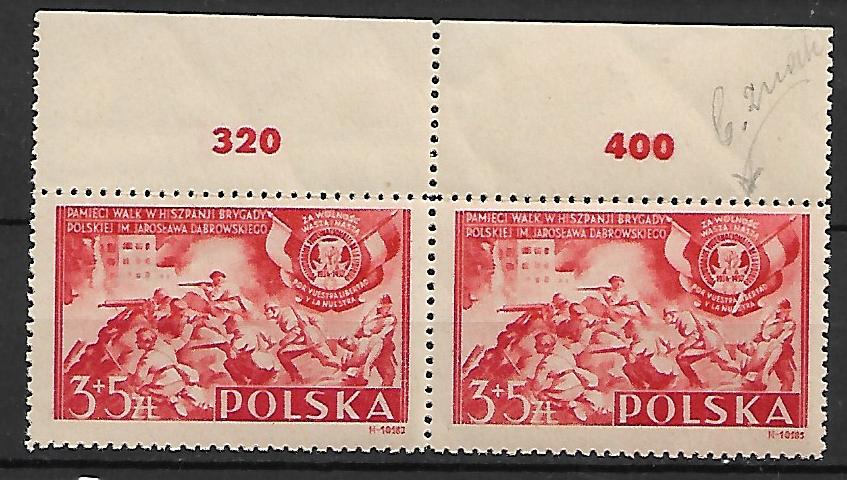 320
400
PAMIĘCI WALK W HISZPANJI BRYGADY
POLSKIEJ IM. JAROSŁAWA DĄBROWSKIEGO
ZA WOLNOŚĆ
WASZĄ I NASZĄ
POR VUESTRA LIBERTAD
Y LA NUESTRA
3+5 ZŁ
POLSKA
PAMIĘCI WALK W HISZPANJI BRYGADY
POLSKIEJ IM. JAROSŁAWA DĄBROWSKIEGO
ZA WOLNOŚĆ
WASZĄ I NASZĄ
POR VUESTRA LIBERTAD
Y LA NUESTRA
3+5 ZŁ
POLSKA